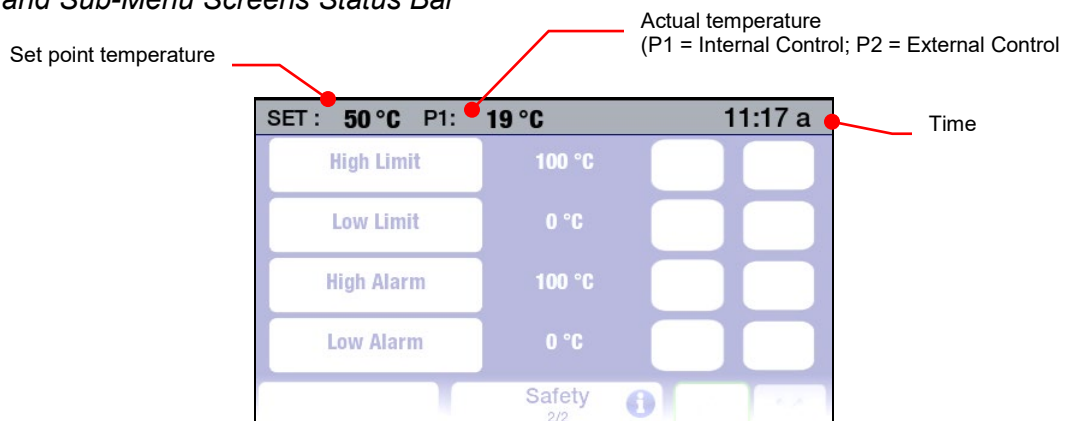 and Sub-Menu Screens Status Bar
Actual temperature
(P1 = Internal Control; P2 = External Control
Set point temperature
SET : 50 °C P1: 19 °C 11:17 a
Time
High Limit 100 °C
Low Limit 0 °C
High Alarm 100 °C
Low Alarm 0 °C
Safety
2/2